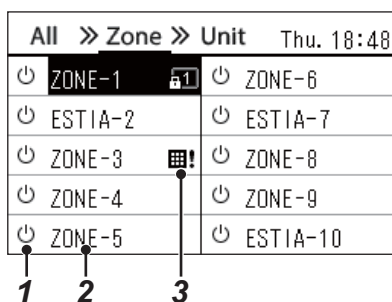 All » Zone » Unit Thu. 18:48
ZONE-1 1 ZONE-6
ESTIA-2 ESTIA-7
ZONE-3 ! ZONE-8
ZONE-4 ZONE-9
ZONE-5 ESTIA-10
1 2 3